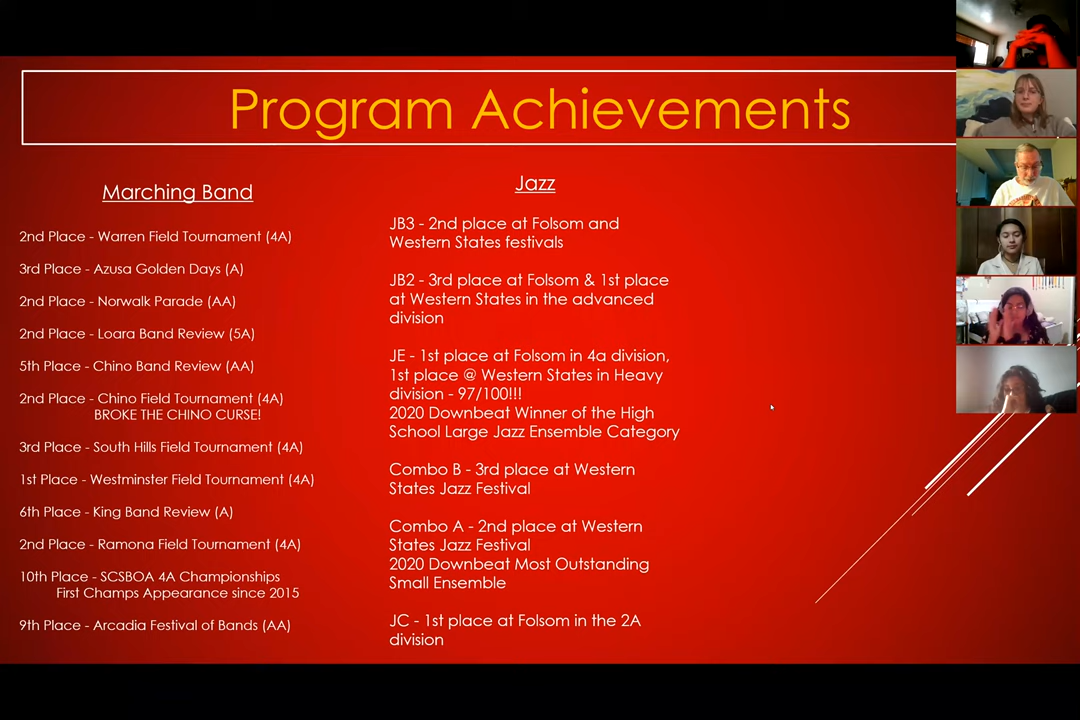 Program Achievements
Marching Band
2nd Place - Warren Field Tournament (4A)
3rd Place - Azusa Golden Days (A)
2nd Place - Norwalk Parade (AA)
2nd Place - Loara Band Review (5A)
5th Place - Chino Band Review (AA)
2nd Place - Chino Field Tournament (4A)
BROKE THE CHINO CURSE!
3rd Place - South Hills Field Tournament (4A)
1st Place - Westminster Field Tournament (4A)
6th Place - King Band Review (A)
2nd Place - Ramona Field Tournament (4A)
10th Place - SCSBOA 4A Championships
First Champs Appearance since 2015
9th Place - Arcadia Festival of Bands (AA)
Jazz
JB3 - 2nd place at Folsom and
Western States festivals
JB2 - 3rd place at Folsom & 1st place
at Western States in the advanced
division
JE - 1st place at Folsom in 4a division,
1st place @ Western States in Heavy
division - 97/100!!!
2020 Downbeat Winner of the High
School Large Jazz Ensemble Category
Combo B - 3rd place at Western
States Jazz Festival
Combo A - 2nd place at Western
States Jazz Festival
2020 Downbeat Most Outstanding
Small Ensemble
JC - 1st place at Folsom in the 2A
division